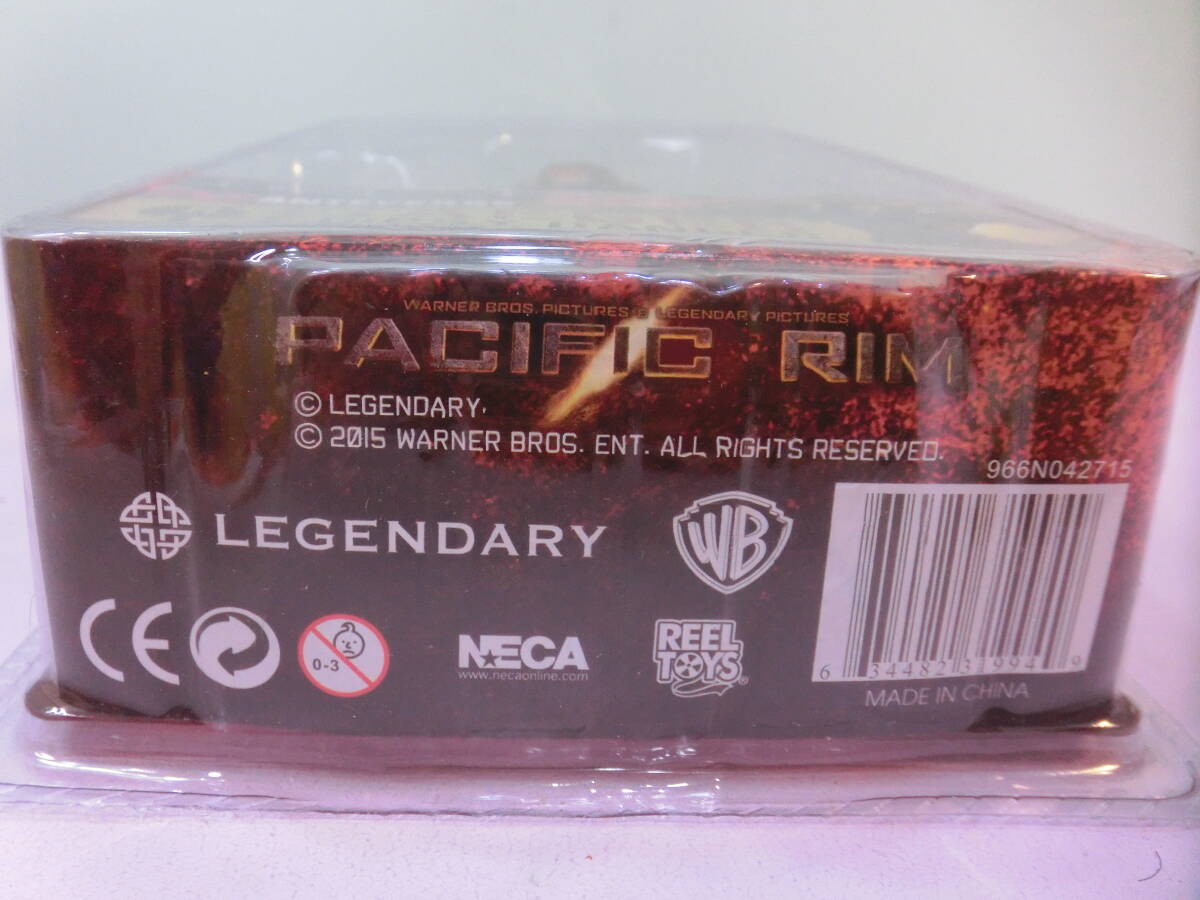 WARNER BROS. PICTURES & LEGENDARY PICTURES
PACIFIC RIM
© LEGENDARY.
© 2015 WARNER BROS. ENT. ALL RIGHTS RESERVED.
966N042715
LEGENDARY
WB
CE
0-3
NECA
www.necaonline.com
REEL
TOYS®
6 34482 31994 9
MADE IN CHINA